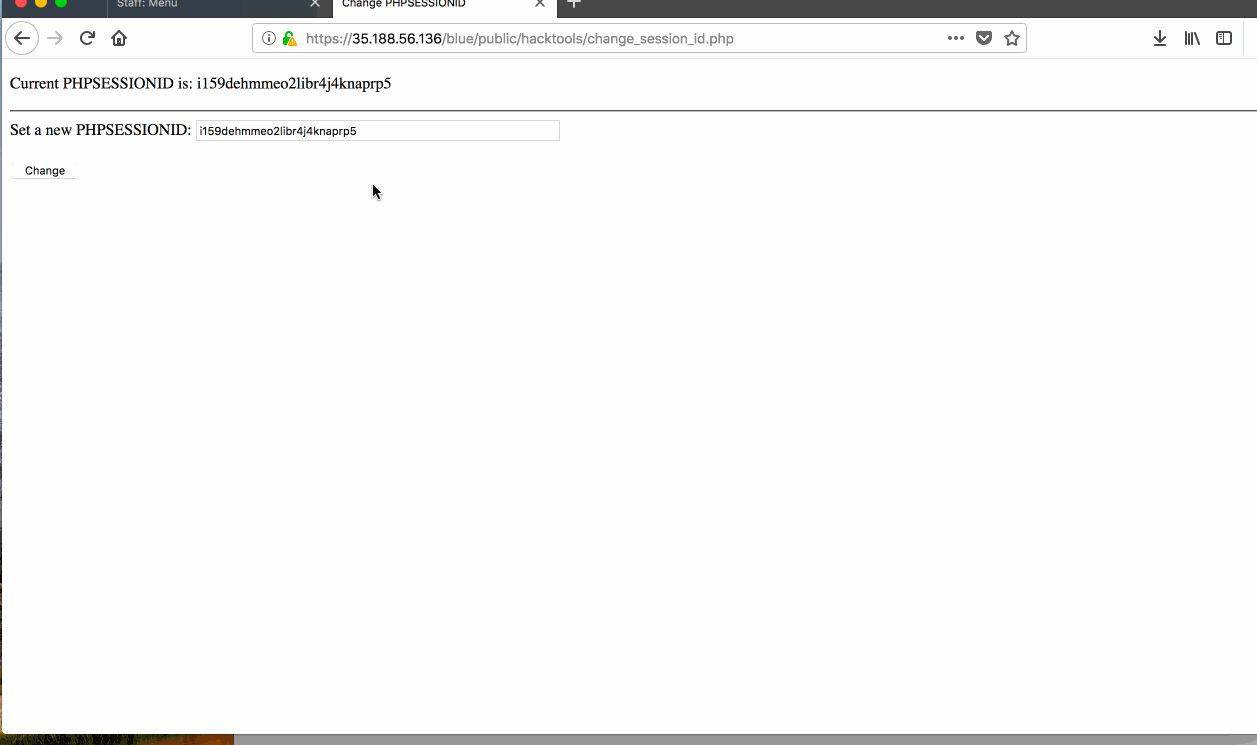 Staff: Menu
Change PHPSESSIONID
https://35.188.56.136/blue/public/hacktools/change_session_id.php
Current PHPSESSIONID is: i159dehmmeo2libr4j4knaprp5
Set a new PHPSESSIONID: i159dehmmeo2libr4j4knaprp5
Change